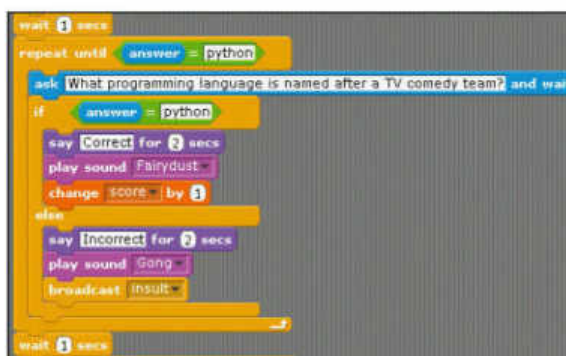 wait 1 secs
repeat until answer = python
ask What programming language is named after a TV comedy team? and wai
if answer = python
say Correct for 2 secs
play sound Fairydust
change score by 1
else
say Incorrect for 2 secs
play sound Gong
broadcast insult
wait 1 secs